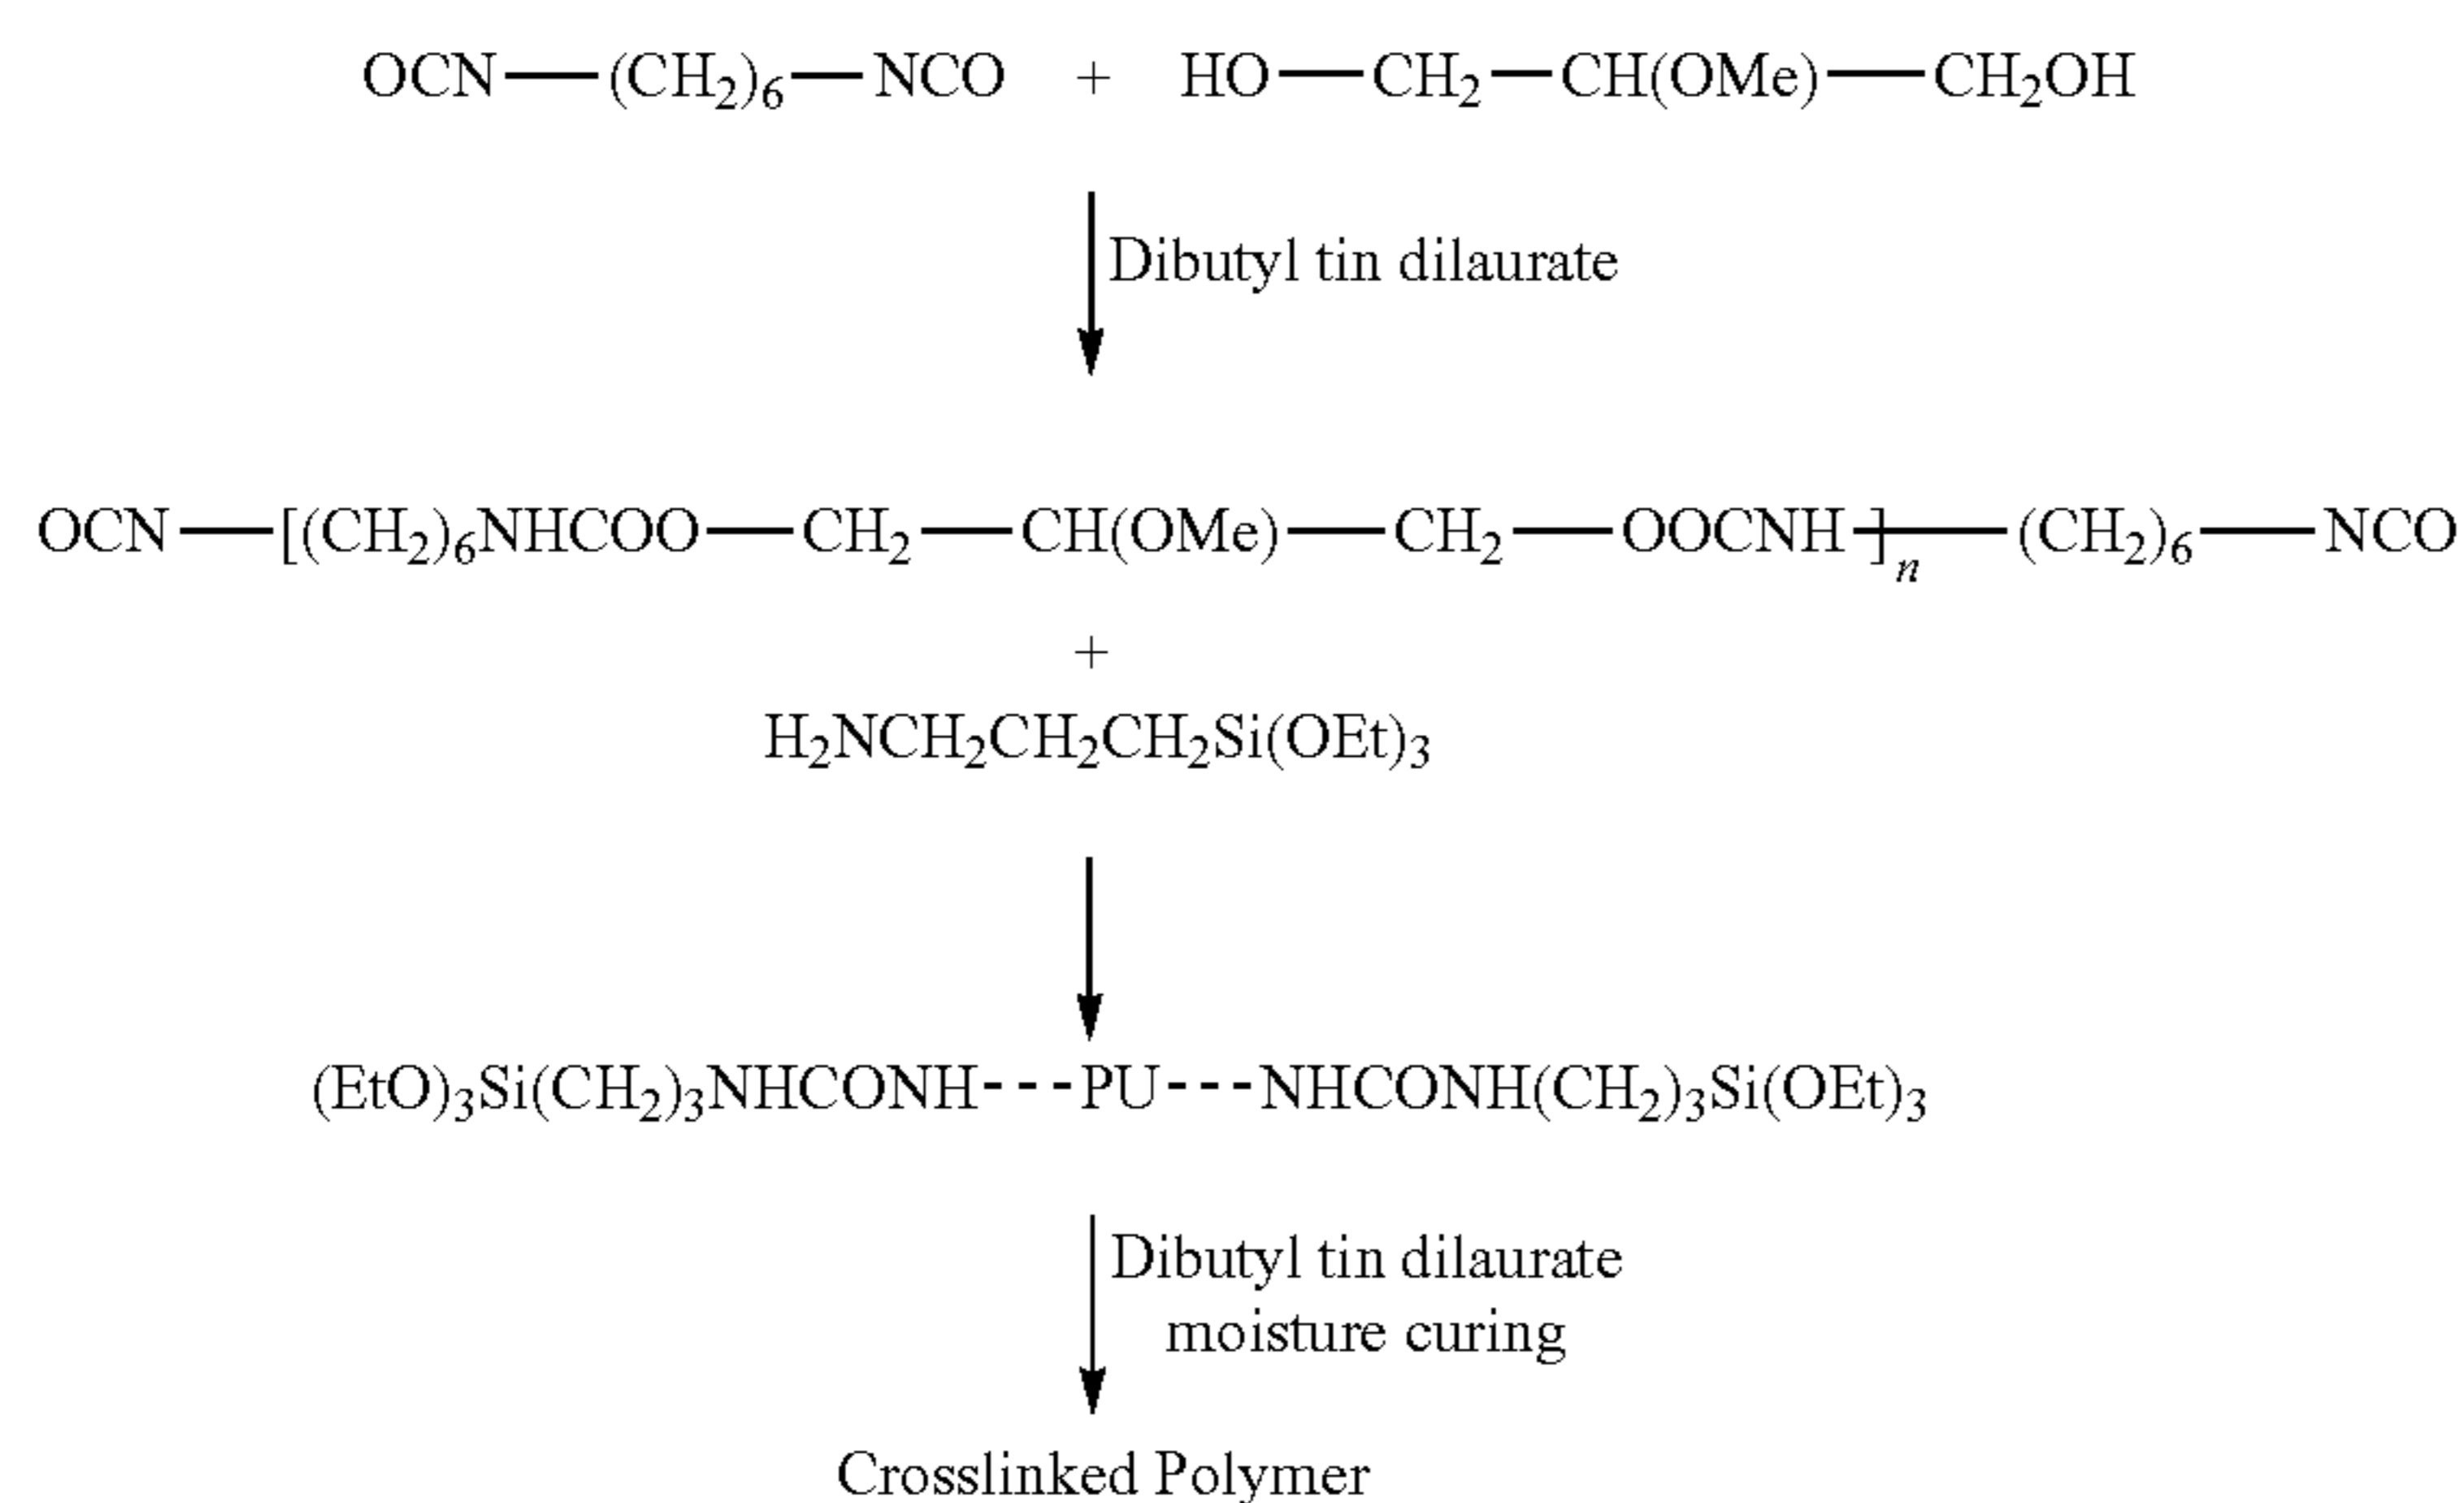 OCN—(CH₂)₆—NCO + HO—CH₂—CH(OMe)—CH₂OH
Dibutyl tin dilaurate
OCN—[(CH₂)₆NHCOO—CH₂—CH(OMe)—CH₂—OOCNH]ₙ—(CH₂)₆—NCO
+
H₂NCH₂CH₂CH₂Si(OEt)₃
(EtO)₃Si(CH₂)₃NHCONH---PU---NHCONH(CH₂)₃Si(OEt)₃
Dibutyl tin dilaurate
moisture curing
Crosslinked Polymer